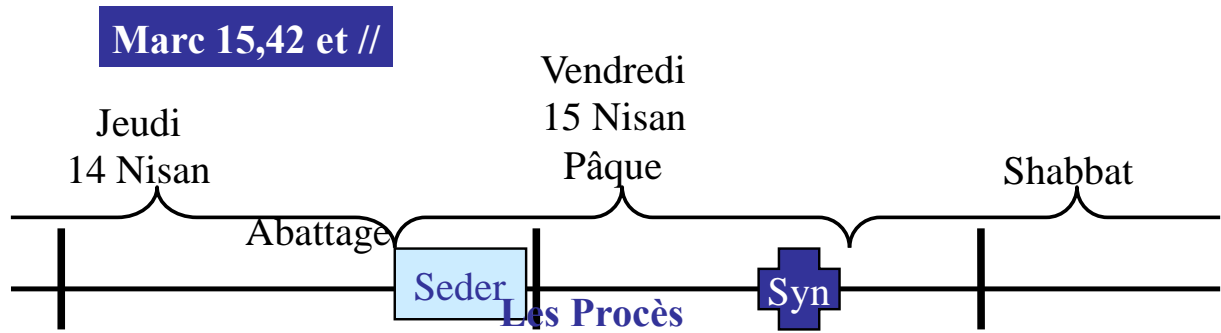 Marc 15,42 et //
Vendredi
15 Nisan
Pâque
Jeudi
14 Nisan
Shabbat
Abattage
Seder
Syn
Les Procès